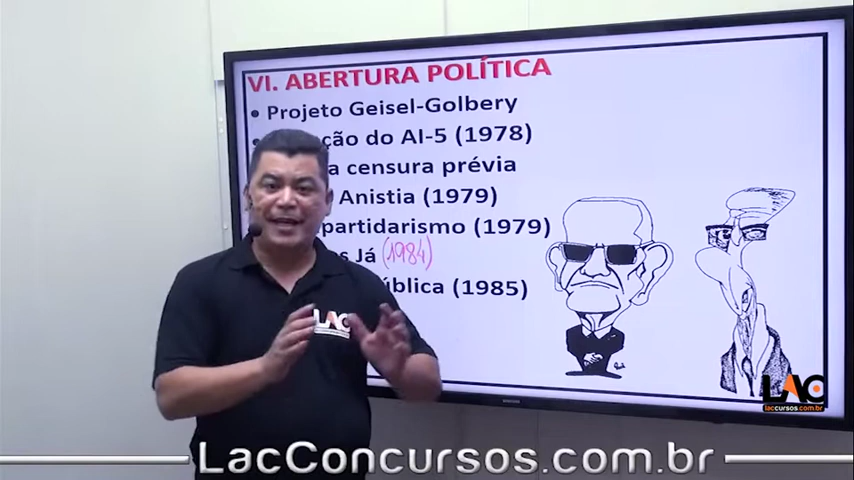 VI. ABERTURA POLÍTICA
• Projeto Geisel-Golbery
ção do AI-5 (1978)
a censura prévia
Anistia (1979)
partidarismo (1979)
s Já (1984)
ública (1985)
LAC
LAC
lacconcursos.com.br
LacConcursos.com.br